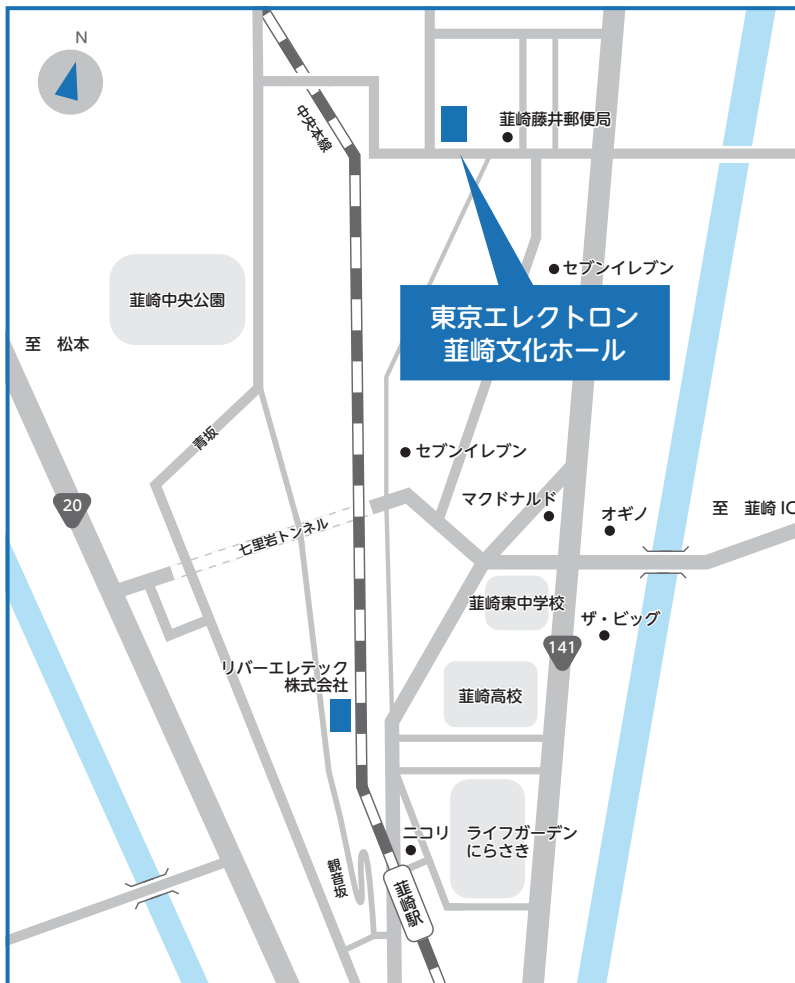 N
中央本線
韮崎藤井郵便局
セブンイレブン
韮崎中央公園
東京エレクトロン
韮崎文化ホール
至 松本
青坂
セブンイレブン
20
マクドナルド
オギノ
至 韮崎IC
七里岩トンネル
韮崎東中学校
ザ・ビッグ
141
リバーエレテック
株式会社
韮崎高校
ニコリ
ライフガーデン
にらさき
観音坂
韮崎駅